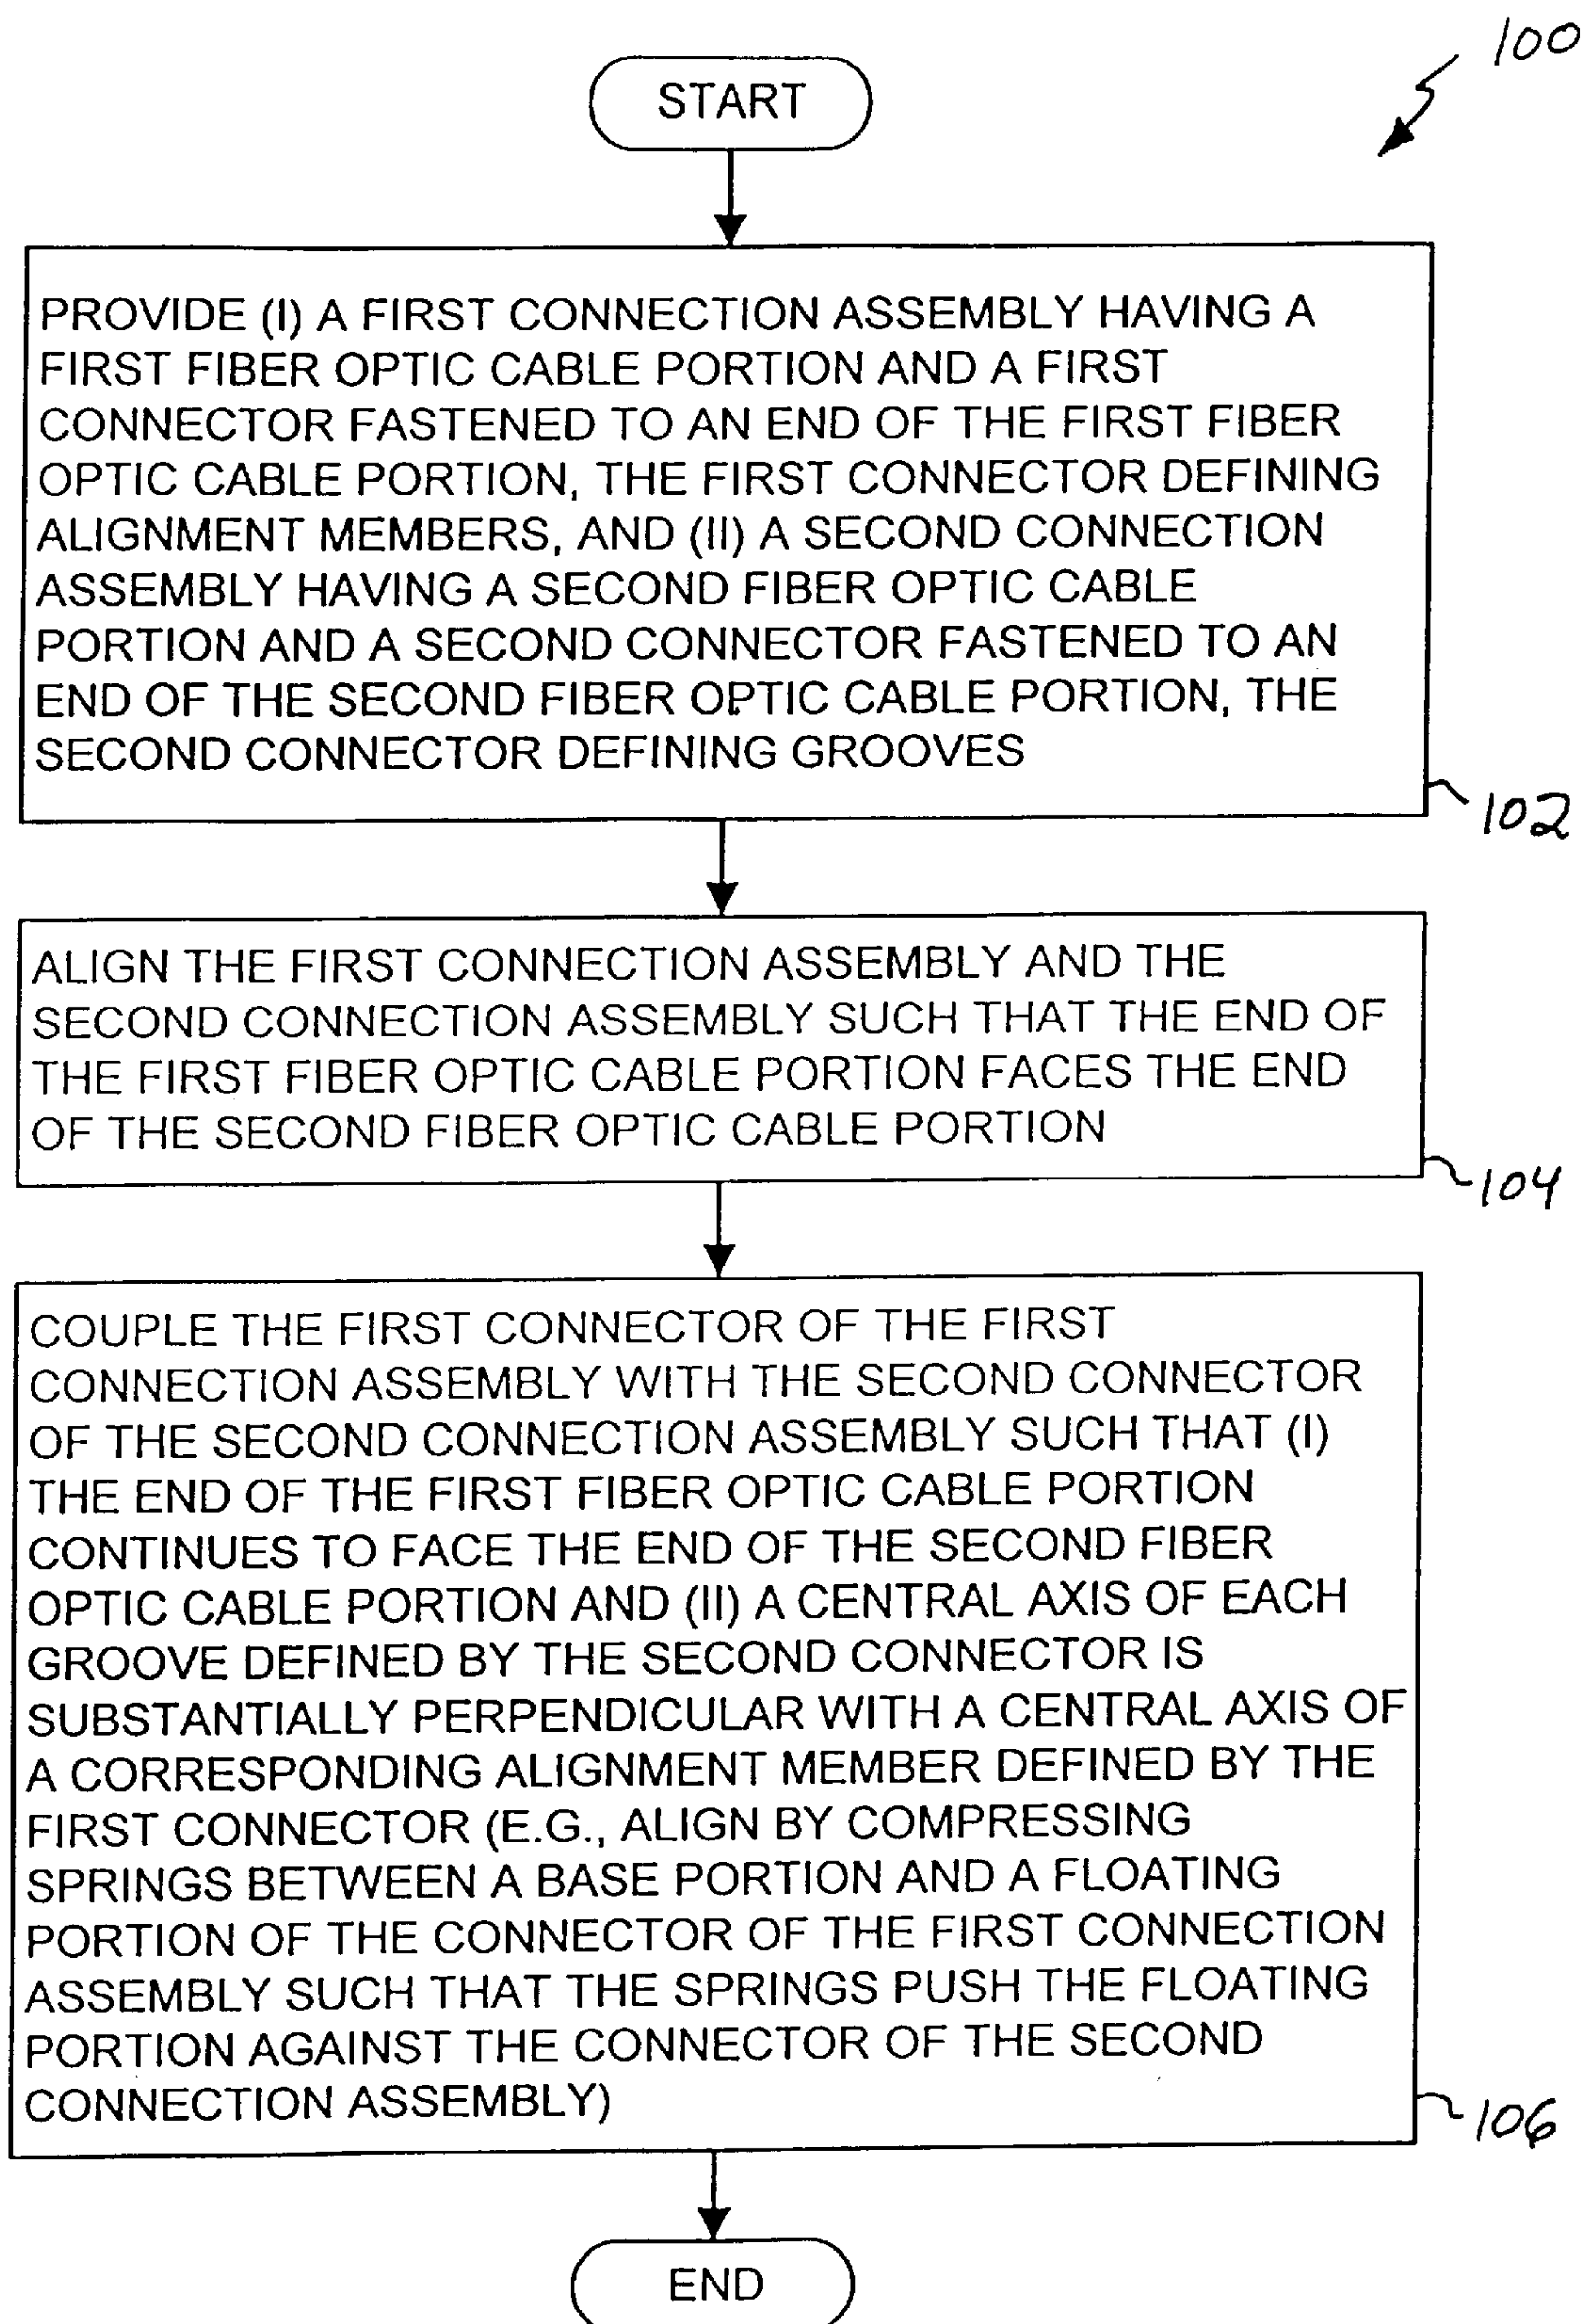 100
START
PROVIDE (I) A FIRST CONNECTION ASSEMBLY HAVING A
FIRST FIBER OPTIC CABLE PORTION AND A FIRST
CONNECTOR FASTENED TO AN END OF THE FIRST FIBER
OPTIC CABLE PORTION, THE FIRST CONNECTOR DEFINING
ALIGNMENT MEMBERS, AND (II) A SECOND CONNECTION
ASSEMBLY HAVING A SECOND FIBER OPTIC CABLE
PORTION AND A SECOND CONNECTOR FASTENED TO AN
END OF THE SECOND FIBER OPTIC CABLE PORTION, THE
SECOND CONNECTOR DEFINING GROOVES
102
ALIGN THE FIRST CONNECTION ASSEMBLY AND THE
SECOND CONNECTION ASSEMBLY SUCH THAT THE END OF
THE FIRST FIBER OPTIC CABLE PORTION FACES THE END
OF THE SECOND FIBER OPTIC CABLE PORTION
104
COUPLE THE FIRST CONNECTOR OF THE FIRST
CONNECTION ASSEMBLY WITH THE SECOND CONNECTOR
OF THE SECOND CONNECTION ASSEMBLY SUCH THAT (I)
THE END OF THE FIRST FIBER OPTIC CABLE PORTION
CONTINUES TO FACE THE END OF THE SECOND FIBER
OPTIC CABLE PORTION AND (II) A CENTRAL AXIS OF EACH
GROOVE DEFINED BY THE SECOND CONNECTOR IS
SUBSTANTIALLY PERPENDICULAR WITH A CENTRAL AXIS OF
A CORRESPONDING ALIGNMENT MEMBER DEFINED BY THE
FIRST CONNECTOR (E.G., ALIGN BY COMPRESSING
SPRINGS BETWEEN A BASE PORTION AND A FLOATING
PORTION OF THE CONNECTOR OF THE FIRST CONNECTION
ASSEMBLY SUCH THAT THE SPRINGS PUSH THE FLOATING
PORTION AGAINST THE CONNECTOR OF THE SECOND
CONNECTION ASSEMBLY)
106
END